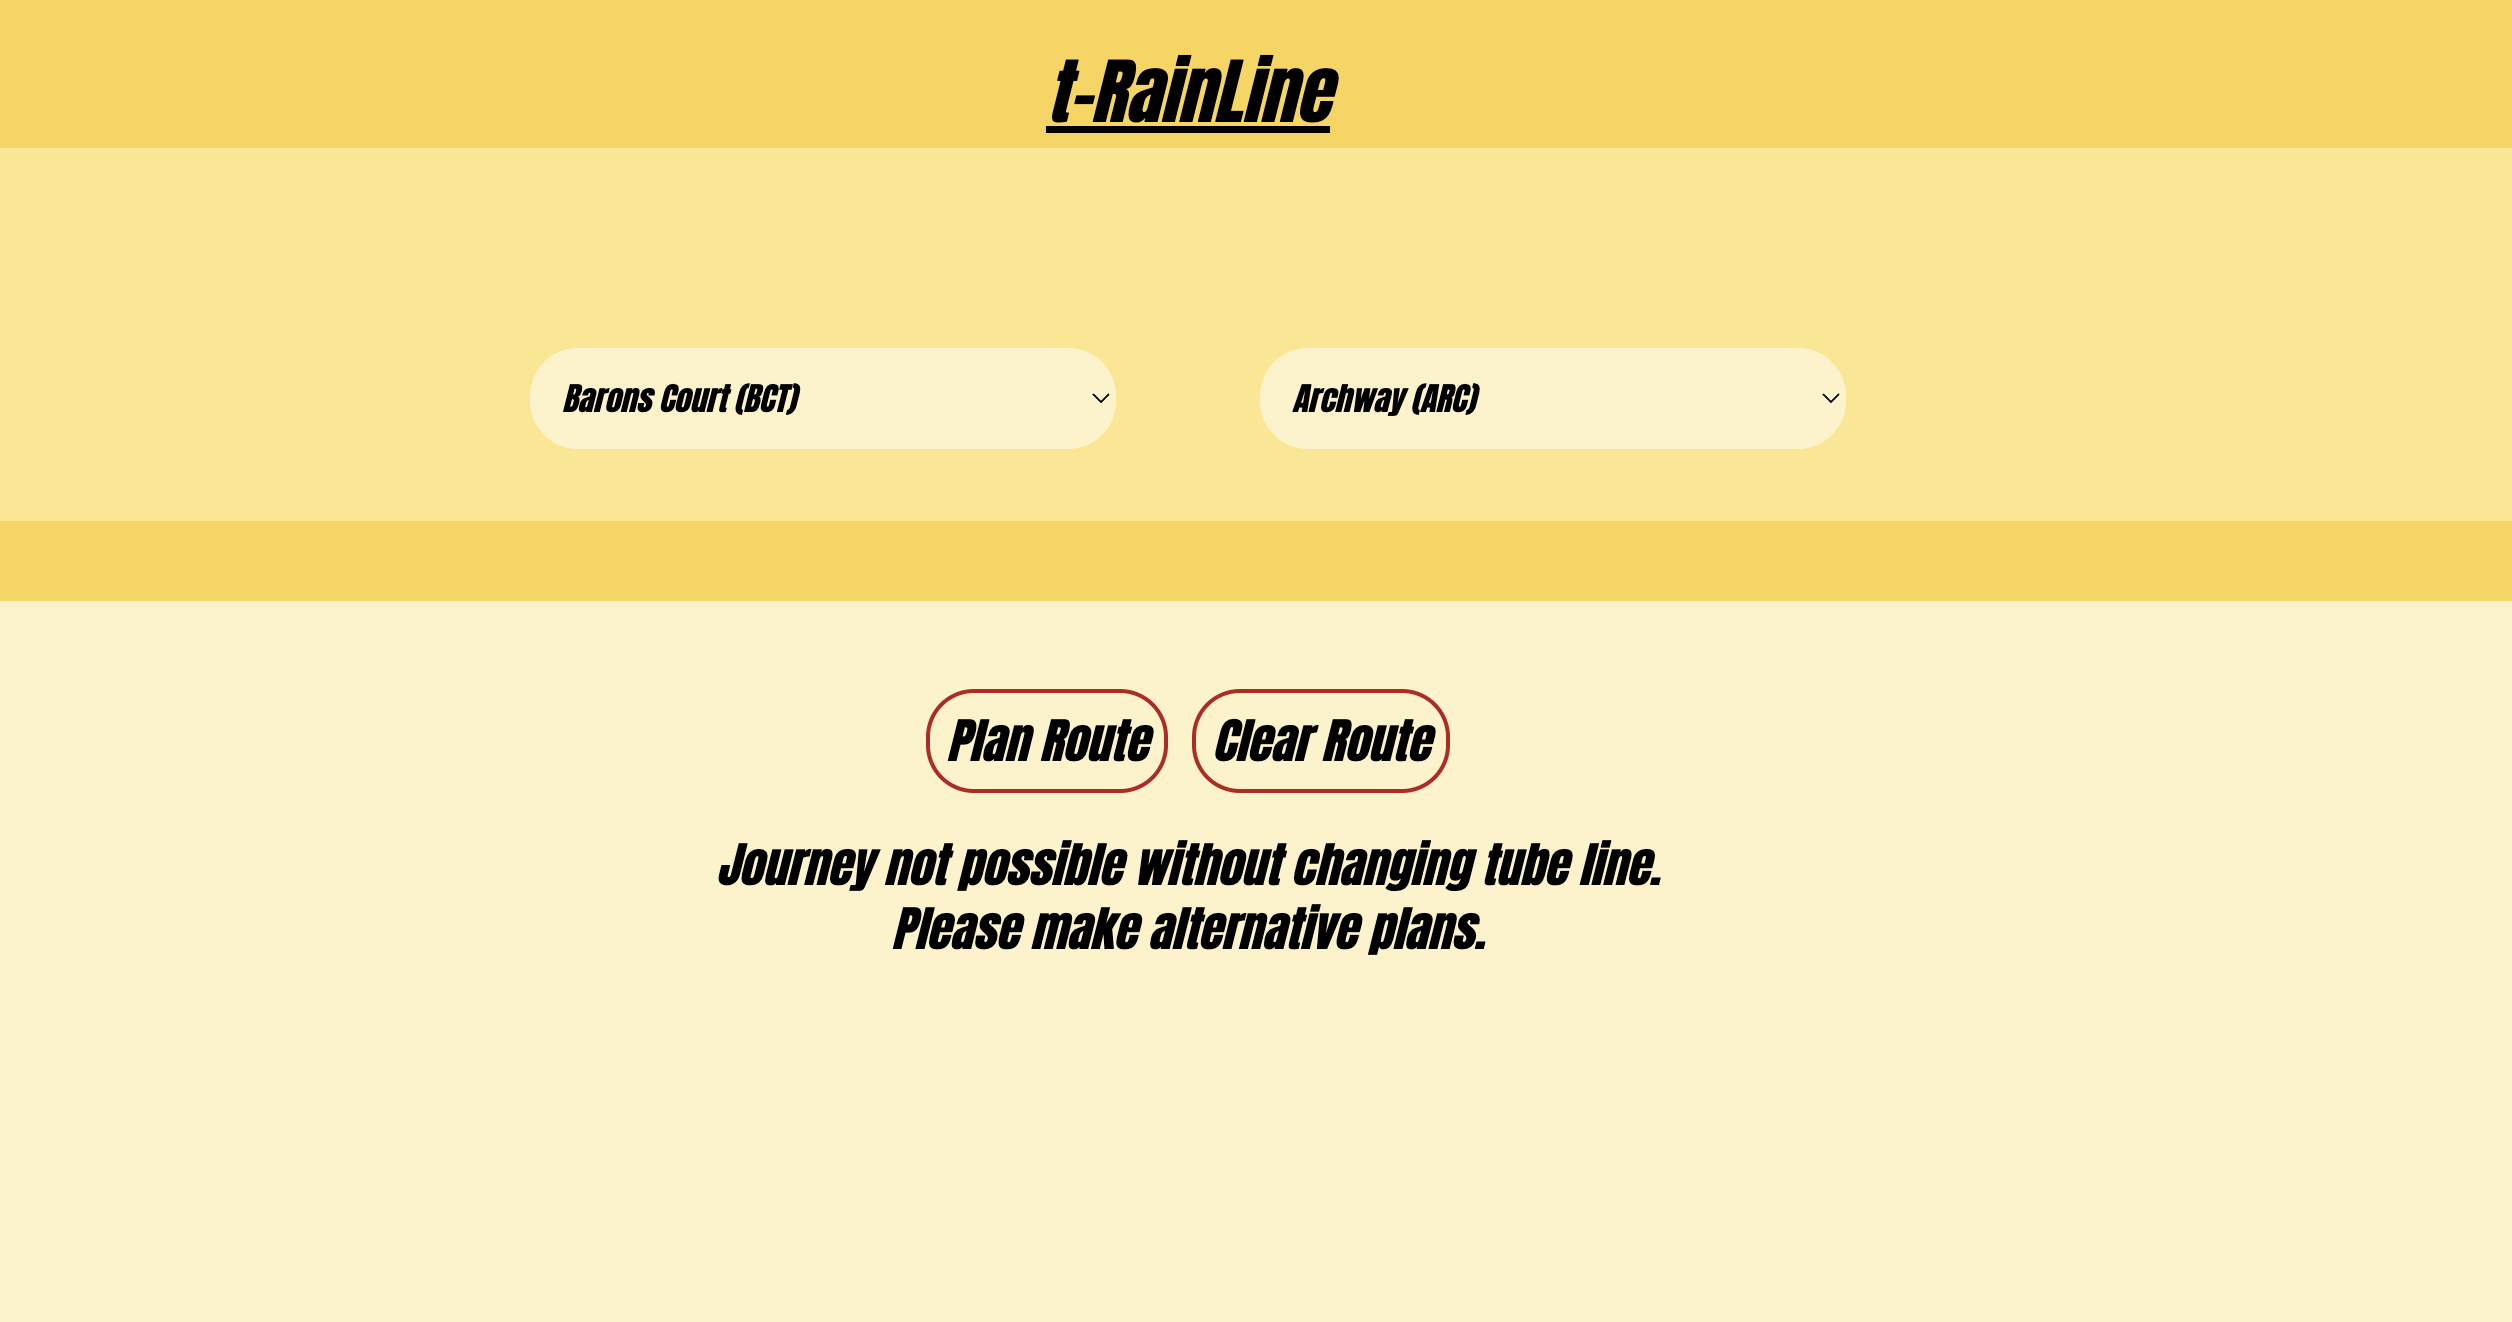 t-RainLine
Barons Court (BCT)
Archway (ARC)
Plan Route
Clear Route
Journey not possible without changing tube line.
Please make alternative plans.